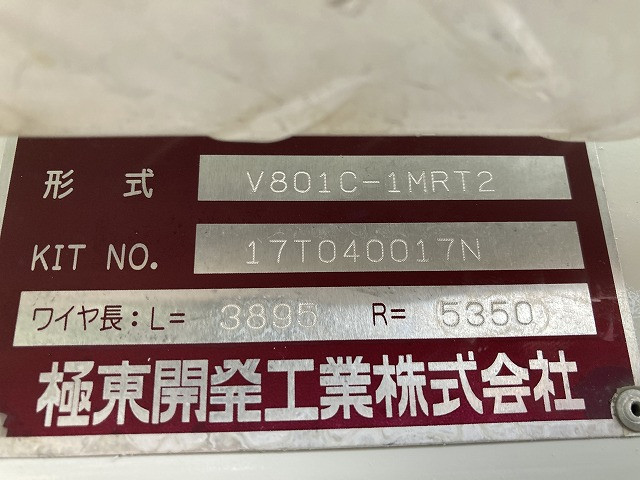 形 式 V801C-1MRT2
KIT NO. 17T040017N
ワイヤ長:L= 3895 R= 5350
極東開発工業株式会社